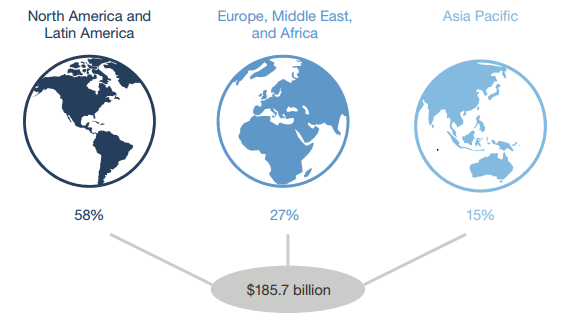 North America and
Latin America
Europe, Middle East,
and Africa
Asia Pacific
58%
27%
15%
$185.7 billion